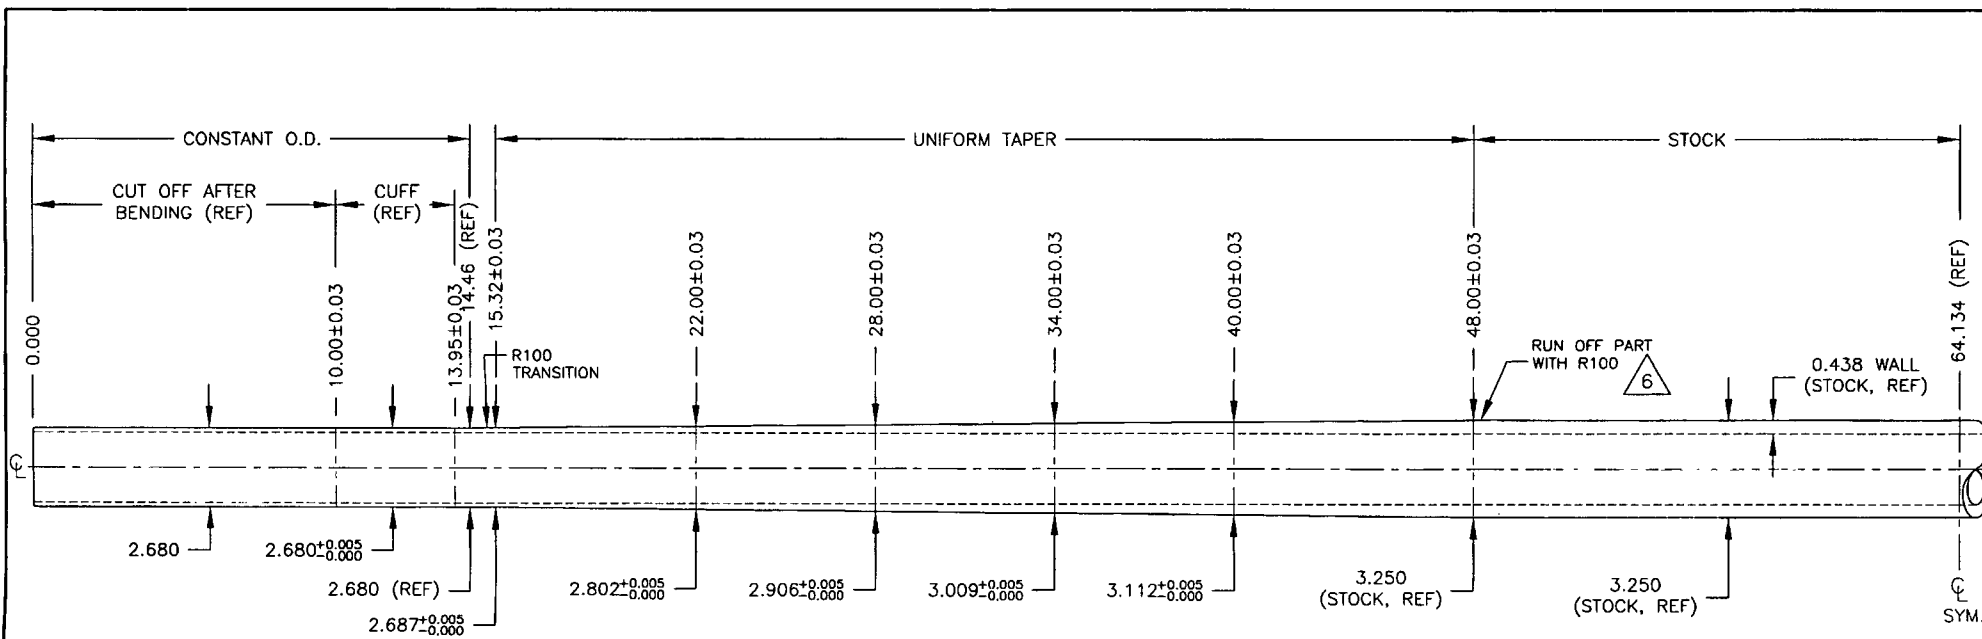 CONSTANT O.D.
UNIFORM TAPER
STOCK
CUT OFF AFTER
BENDING (REF)
CUFF
(REF)
0.000
10.00±0.03
13.95±0.03
14.46 (REF)
15.32±0.03
22.00±0.03
28.00±0.03
34.00±0.03
40.00±0.03
48.00±0.03
64.134 (REF)
R100
TRANSITION
RUN OFF PART
WITH R100
6
0.438 WALL
(STOCK, REF)
℄
2.680
2.680+0.005
-0.000
2.680 (REF)
2.687+0.005
-0.000
2.802+0.005
-0.000
2.906+0.005
-0.000
3.009+0.005
-0.000
3.112+0.005
-0.000
3.250
(STOCK, REF)
3.250
(STOCK, REF)
℄
SYM.